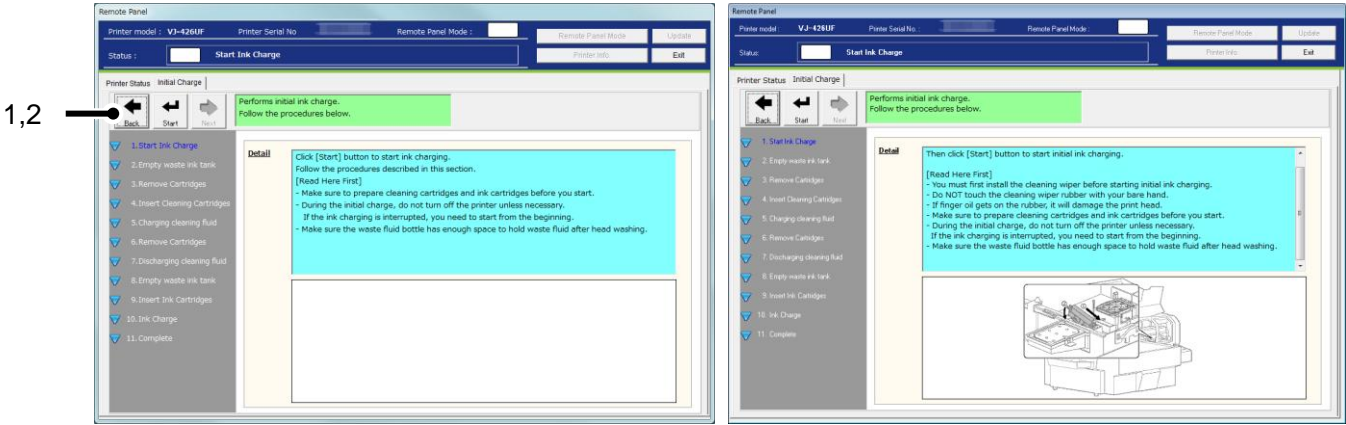 1,2
Remote Panel
Printer model : VJ-426UF Printer Serial No Remote Panel Mode : Remote Panel Mode Update
Status : Start Ink Charge Printer Info. Exit
Printer Status Initial Charge
Back Start Next
Performs initial ink charge.
Follow the procedures below.
1.Start Ink Charge
2.Empty waste ink tank
3.Remove Cartridges
4.Insert Cleaning Cartridges
5.Charging cleaning fluid
6.Remove Cartridges
7.Discharging cleaning fluid
8.Empty waste ink tank
9.Insert Ink Cartridges
10.Ink Charge
11.Complete
Detail
Click [Start] button to start ink charging.
Follow the procedures described in this section.
[Read Here First]
- Make sure to prepare cleaning cartridges and ink cartridges before you start.
- During the initial charge, do not turn off the printer unless necessary.
If the ink charging is interrupted, you need to start from the beginning.
- Make sure the waste fluid bottle has enough space to hold waste fluid after head washing.
Remote Panel
Printer model : VJ-426UF Printer Serial No. : Remote Panel Mode : Remote Panel Mode Update
Status: Start Ink Charge Printer Info. Exit
Printer Status Initial Charge
Back Start Next
Performs initial ink charge.
Follow the procedures below.
1. Start Ink Charge
2. Empty waste ink tank
3. Remove Cartridges
4. Insert Cleaning Cartridges
5. Charging cleaning fluid
6. Remove Cartridges
7. Discharging cleaning fluid
8. Empty waste ink tank
9. Insert Ink Cartridges
10. Ink Charge
11. Complete
Detail
Then click [Start] button to start initial ink charging.
[Read Here First]
- You must first install the cleaning wiper before starting initial ink charging.
- Do NOT touch the cleaning wiper rubber with your bare hand.
- If finger oil gets on the rubber, it will damage the print head.
- Make sure to prepare cleaning cartridges and ink cartridges before you start.
- During the initial charge, do not turn off the printer unless necessary.
If the ink charging is interrupted, you need to start from the beginning.
- Make sure the waste fluid bottle has enough space to hold waste fluid after head washing.